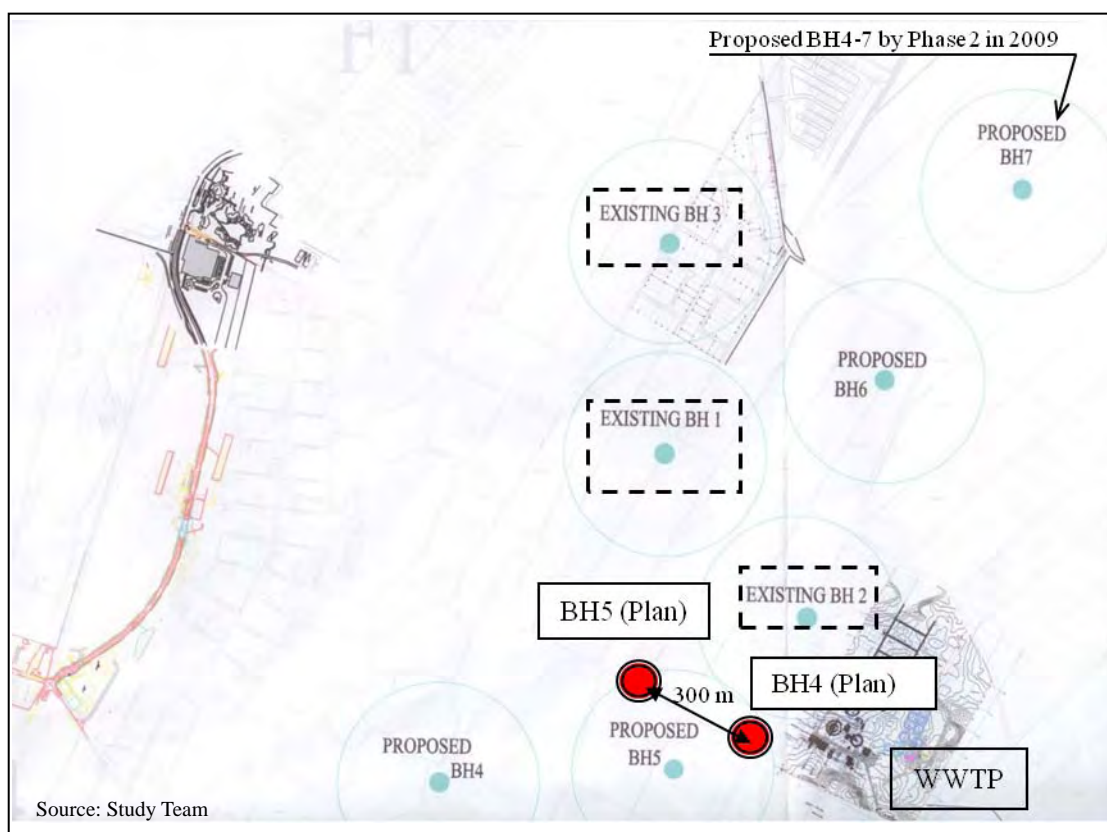 Proposed BH4-7 by Phase 2 in 2009
PROPOSED
BH7
EXISTING BH 3
PROPOSED
BH6
EXISTING BH 1
EXISTING BH 2
BH5 (Plan)
300 m
BH4 (Plan)
PROPOSED
BH4
PROPOSED
BH5
WWTP
Source: Study Team